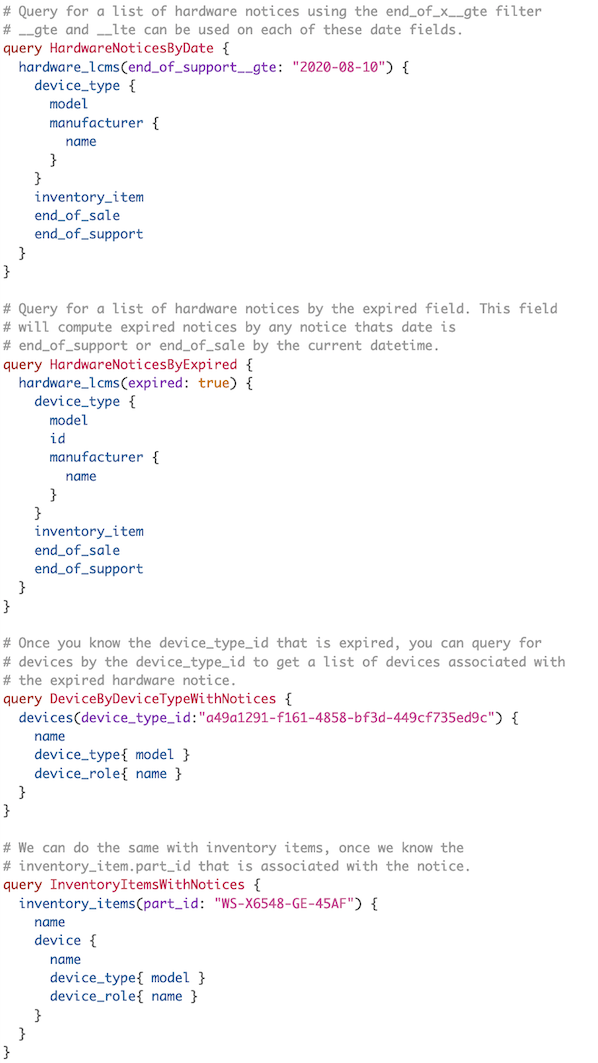 # Query for a list of hardware notices using the end_of_x__gte filter
# __gte and __lte can be used on each of these date fields.
query HardwareNoticesByDate {
  hardware_lcms(end_of_support__gte: "2020-08-10") {
    device_type {
      model
      manufacturer {
        name
      }
    }
    inventory_item
    end_of_sale
    end_of_support
  }
}

# Query for a list of hardware notices by the expired field. This field
# will compute expired notices by any notice thats date is
# end_of_support or end_of_sale by the current datetime.
query HardwareNoticesByExpired {
  hardware_lcms(expired: true) {
    device_type {
      model
      id
      manufacturer {
        name
      }
    }
    inventory_item
    end_of_sale
    end_of_support
  }
}

# Once you know the device_type_id that is expired, you can query for
# devices by the device_type_id to get a list of devices associated with
# the expired hardware notice.
query DeviceByDeviceTypeWithNotices {
  devices(device_type_id:"a49a1291-f161-4858-bf3d-449cf735ed9c") {
    name
    device_type{ model }
    device_role{ name }
  }
}

# We can do the same with inventory items, once we know the
# inventory_item.part_id that is associated with the notice.
query InventoryItemsWithNotices {
  inventory_items(part_id: "WS-X6548-GE-45AF") {
    name
    device {
      name
      device_type{ model }
      device_role{ name }
    }
  }
}